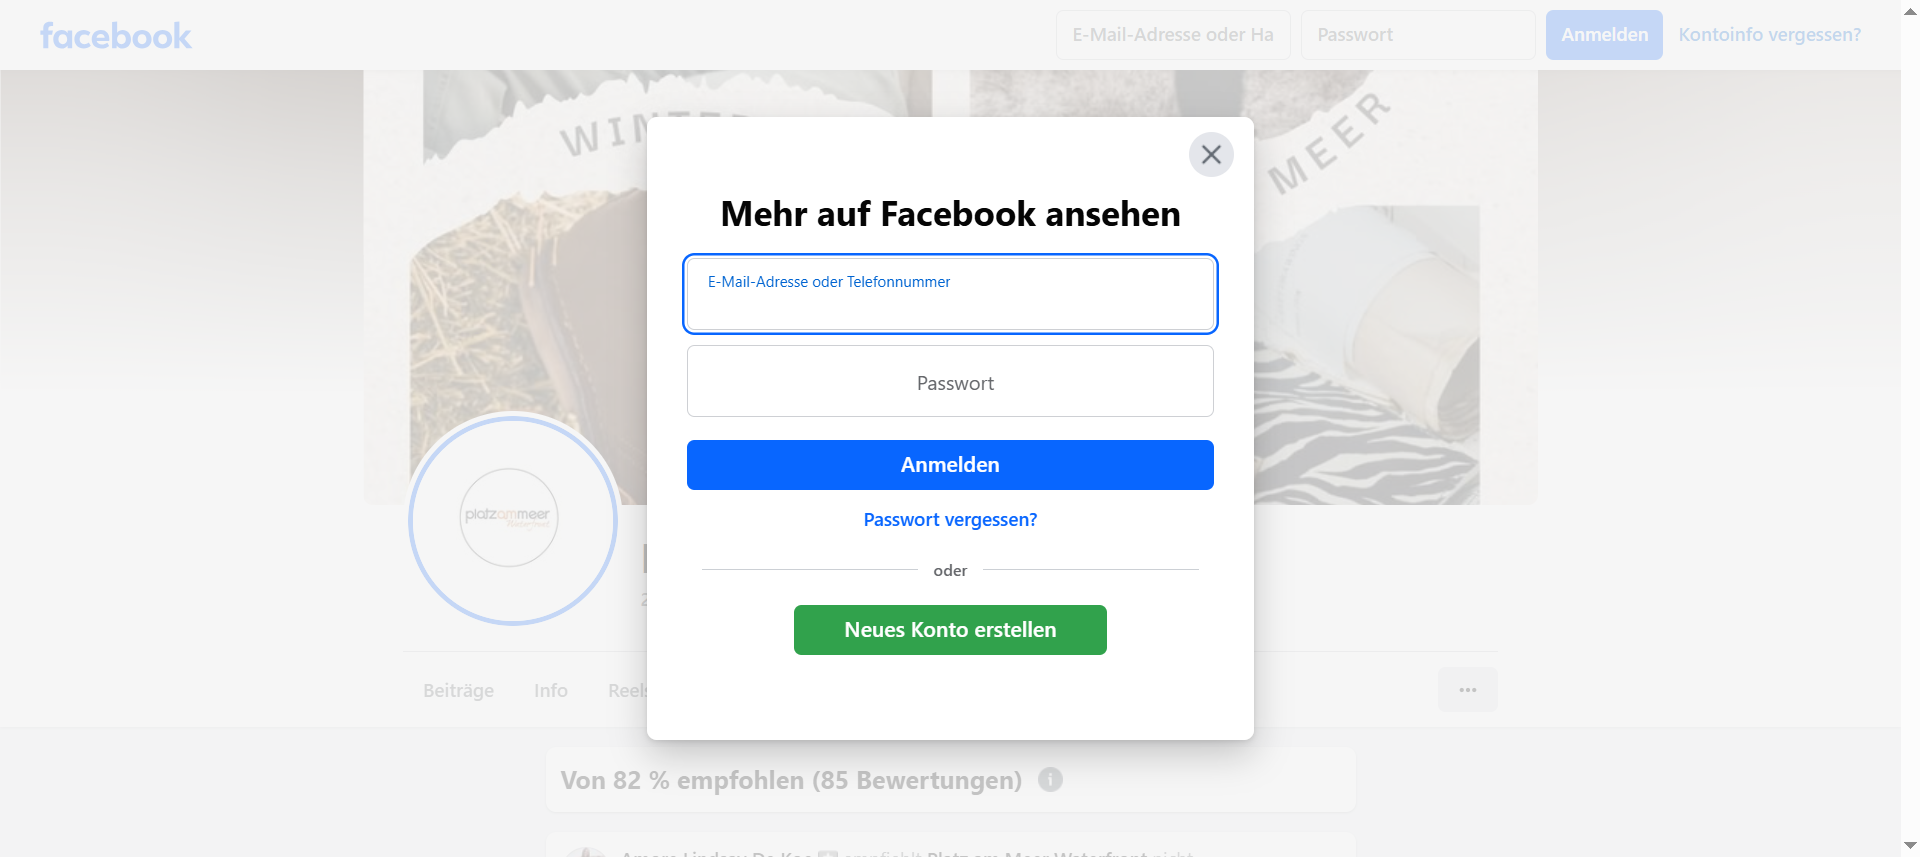 facebook
E-Mail-Adresse oder Ha
Passwort
Anmelden
Kontoinfo vergessen?
MEER
Mehr auf Facebook ansehen
E-Mail-Adresse oder Telefonnummer
Passwort
Anmelden
Passwort vergessen?
oder
Neues Konto erstellen
platzammeer
Waterfront
Beiträge
Info
Reels
Von 82 % empfohlen (85 Bewertungen)
empfiehlt Platz am Meer Waterfront nicht